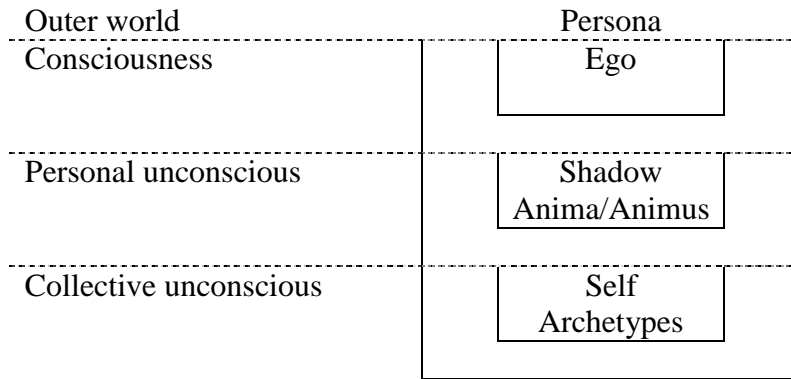 Outer world Persona
Consciousness Ego
Personal unconscious Shadow
Anima/Animus
Collective unconscious Self
Archetypes